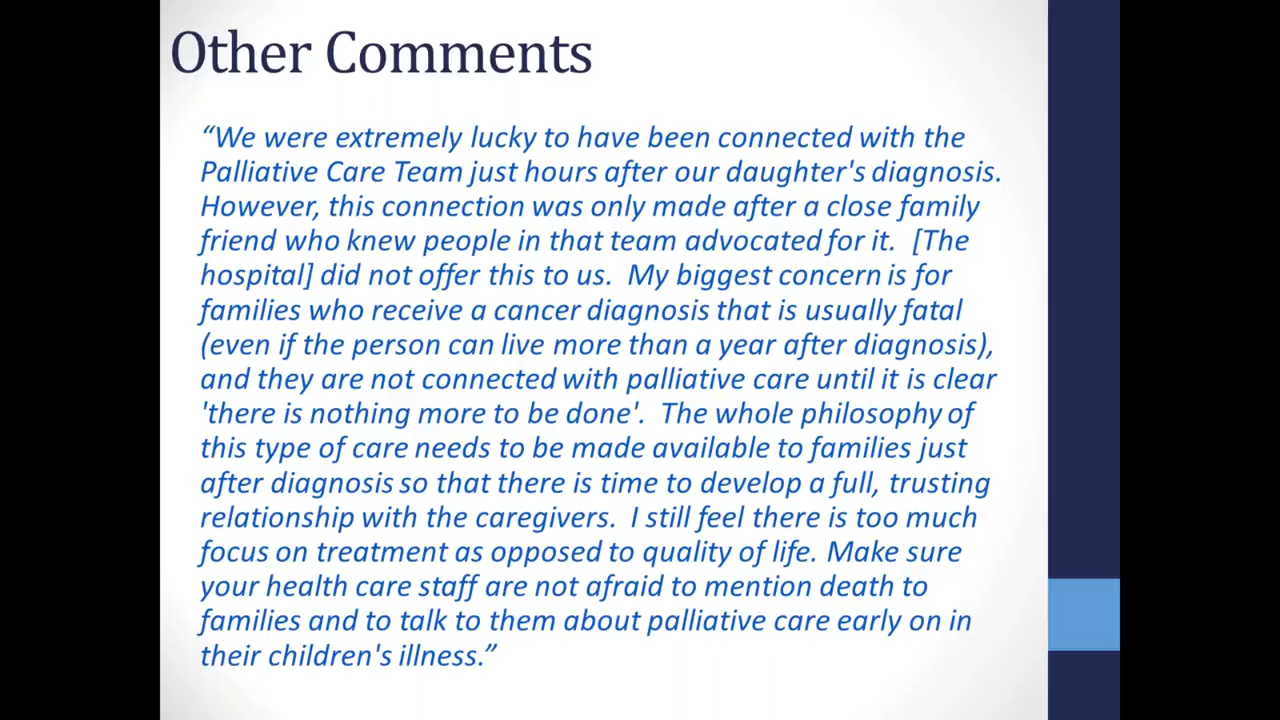 Other Comments
“We were extremely lucky to have been connected with the
Palliative Care Team just hours after our daughter's diagnosis.
However, this connection was only made after a close family
friend who knew people in that team advocated for it.  [The
hospital] did not offer this to us.  My biggest concern is for
families who receive a cancer diagnosis that is usually fatal
(even if the person can live more than a year after diagnosis),
and they are not connected with palliative care until it is clear
'there is nothing more to be done'.  The whole philosophy of
this type of care needs to be made available to families just
after diagnosis so that there is time to develop a full, trusting
relationship with the caregivers.  I still feel there is too much
focus on treatment as opposed to quality of life. Make sure
your health care staff are not afraid to mention death to
families and to talk to them about palliative care early on in
their children's illness.”